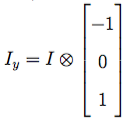 I_y = I ⊗ [
-1
0
1
]